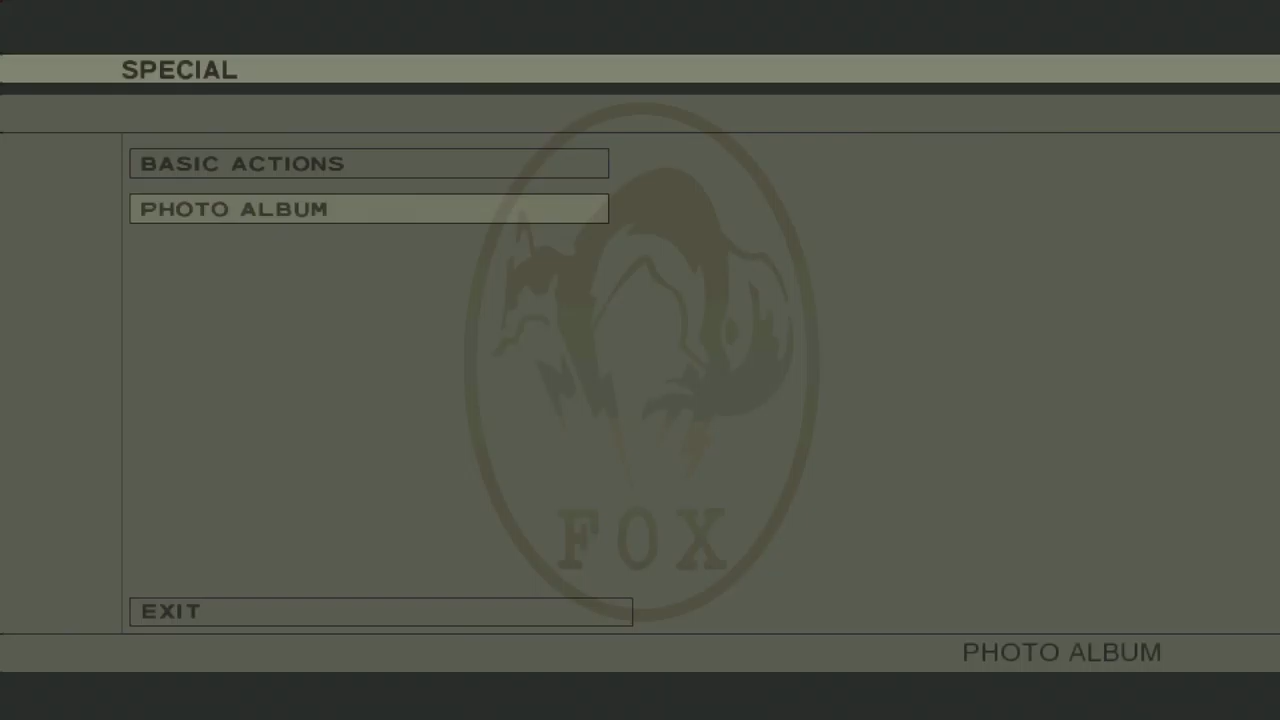 SPECIAL
BASIC ACTIONS
PHOTO ALBUM
FOX
EXIT
PHOTO ALBUM